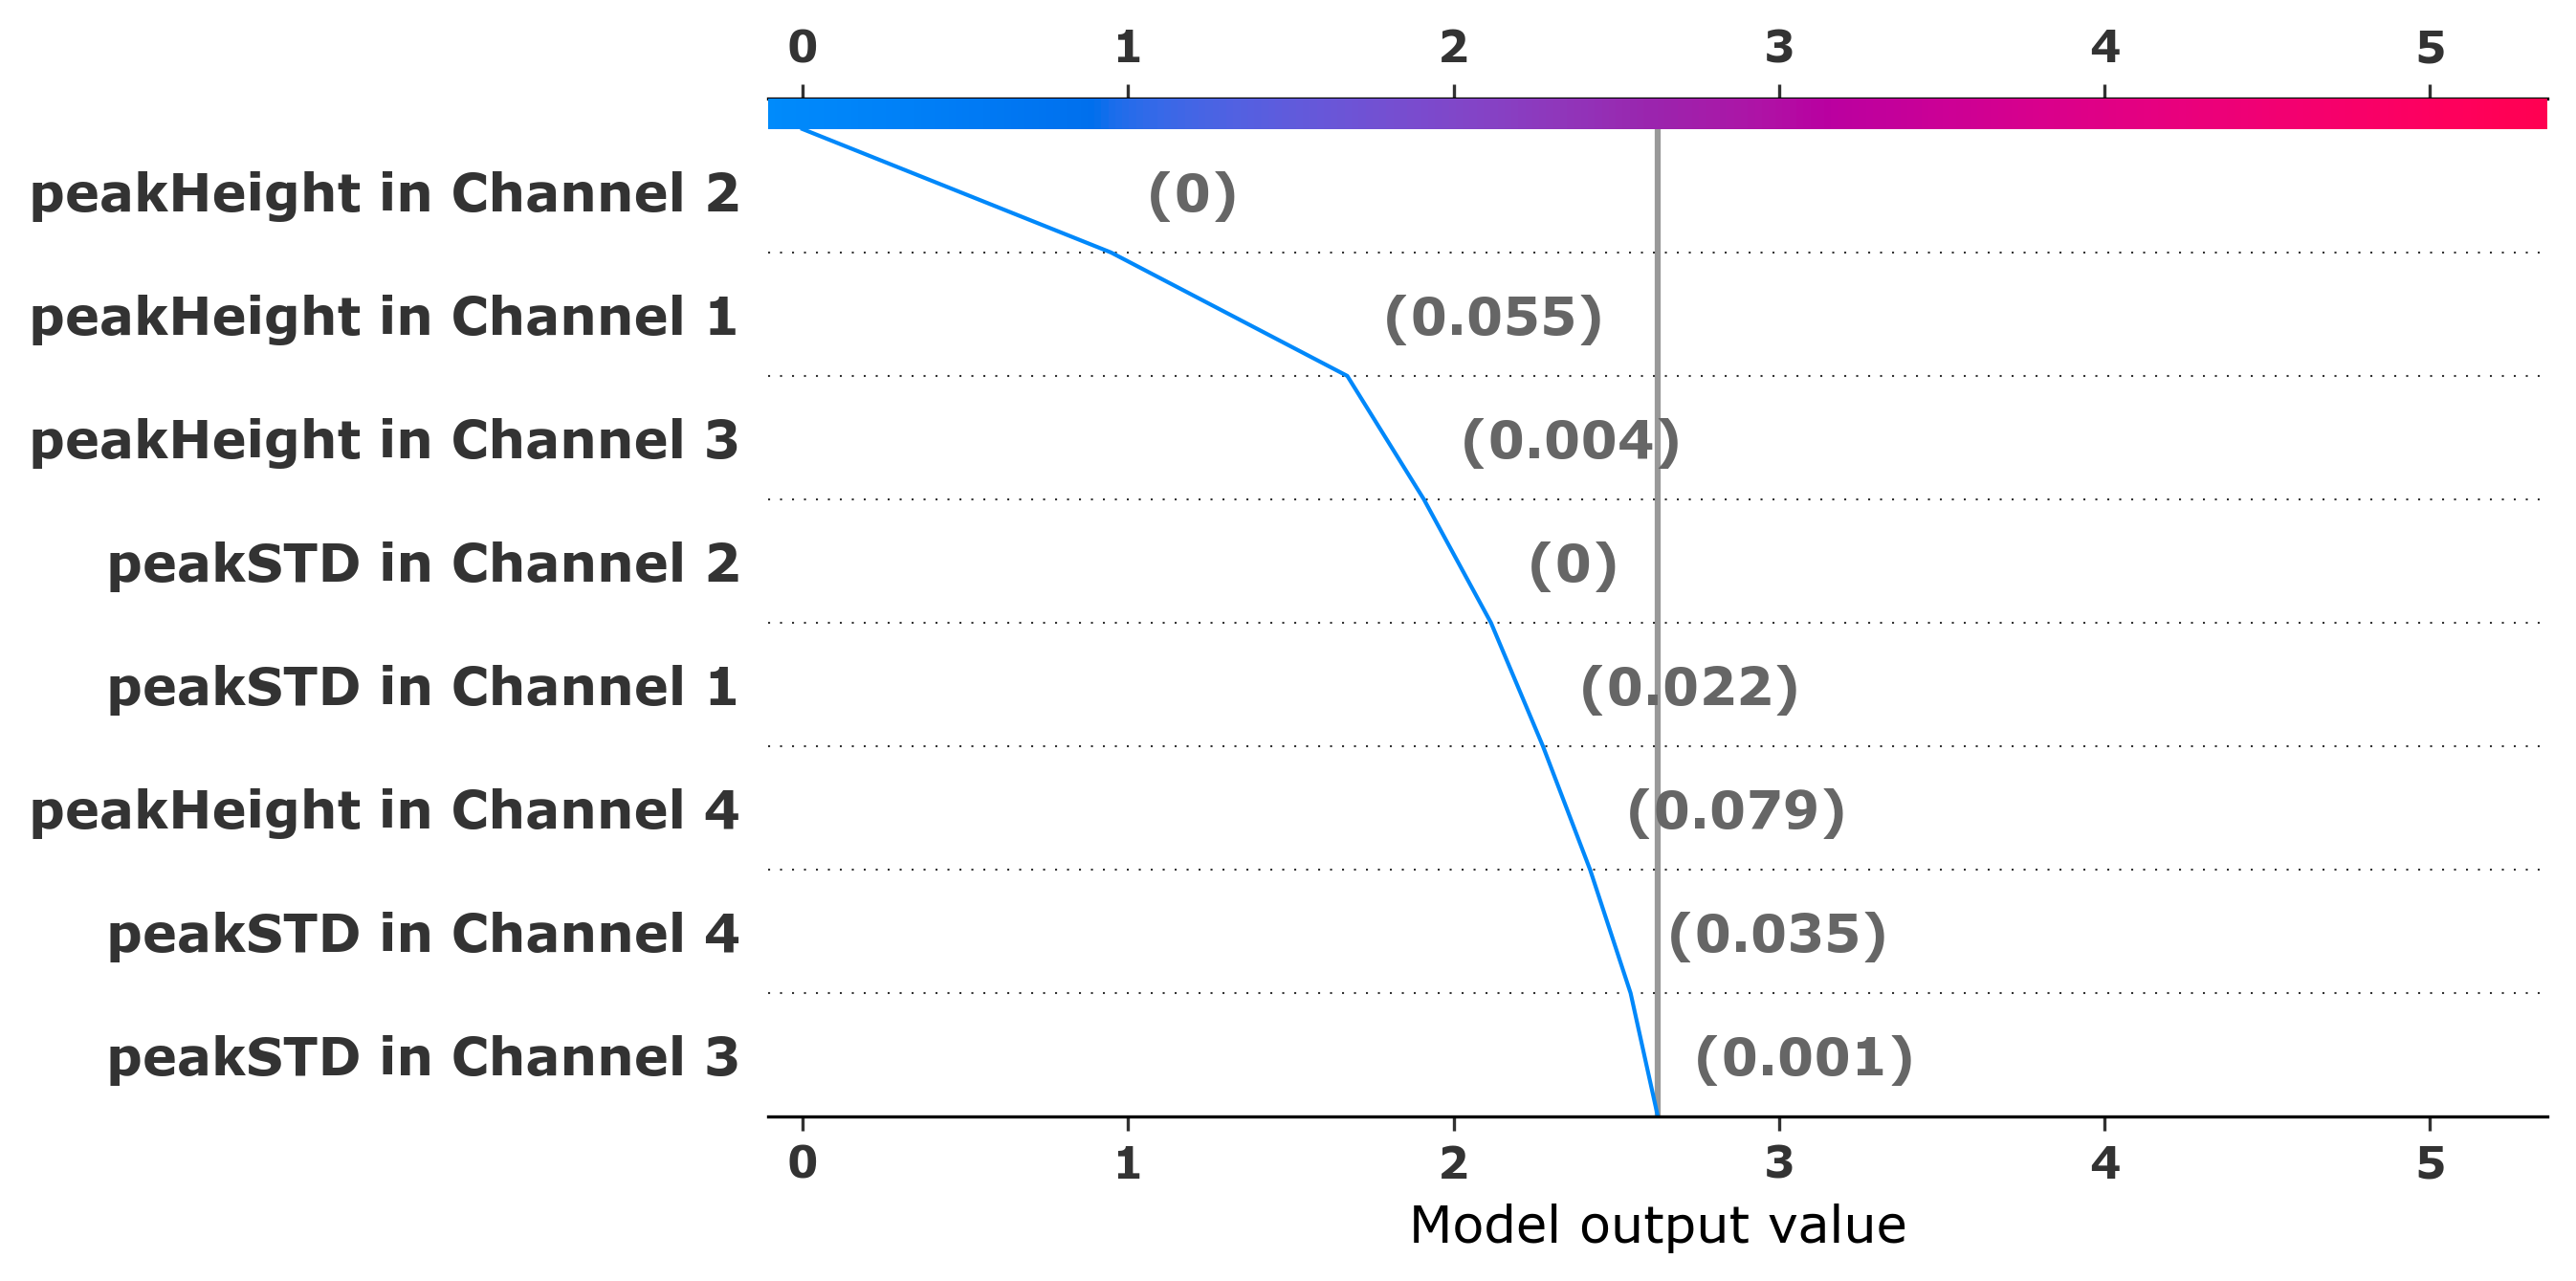 0 1 2 3 4 5
peakHeight in Channel 2 (0)
peakHeight in Channel 1 (0.055)
peakHeight in Channel 3 (0.004)
peakSTD in Channel 2 (0)
peakSTD in Channel 1 (0.022)
peakHeight in Channel 4 (0.079)
peakSTD in Channel 4 (0.035)
peakSTD in Channel 3 (0.001)
0 1 2 3 4 5
Model output value